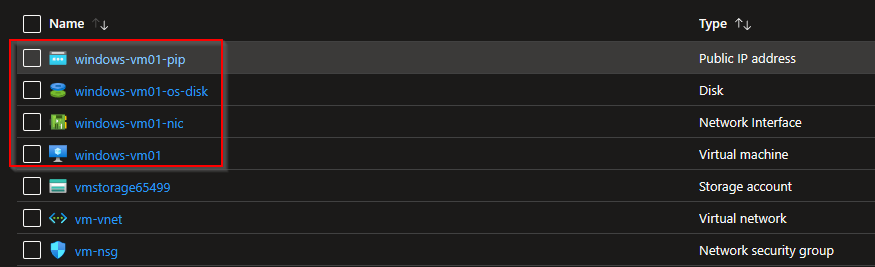 Name Type
windows-vm01-pip Public IP address
windows-vm01-os-disk Disk
windows-vm01-nic Network Interface
windows-vm01 Virtual machine
vmstorage65499 Storage account
vm-vnet Virtual network
vm-nsg Network security group